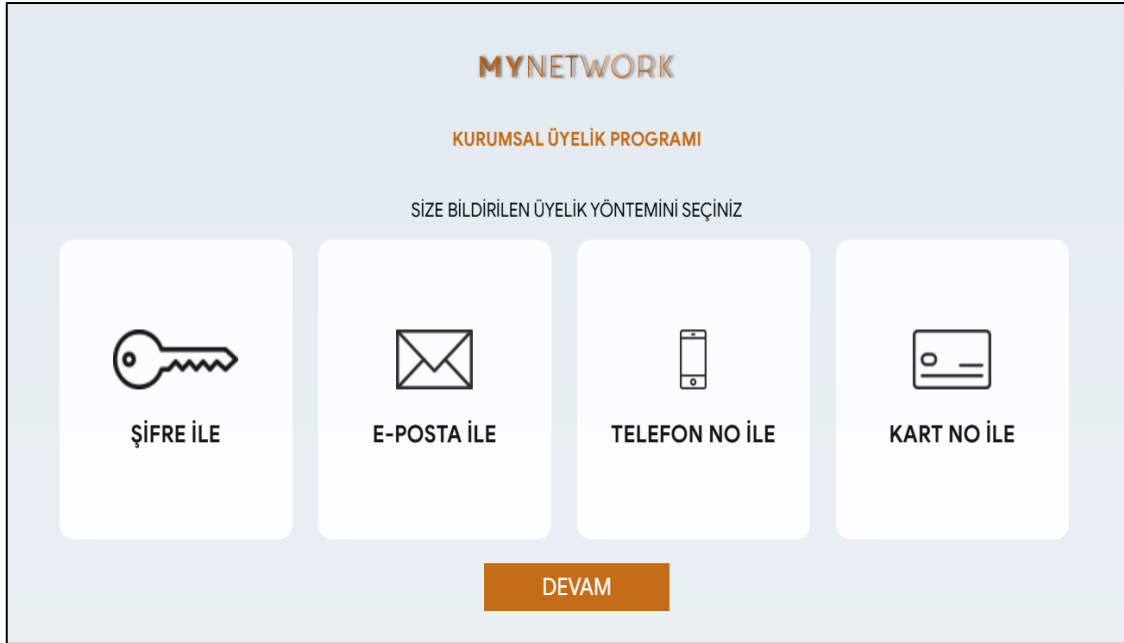 MYNETWORK
KURUMSAL ÜYELİK PROGRAMI
SİZE BİLDİRİLEN ÜYELİK YÖNTEMİNİ SEÇİNİZ
ŞİFRE İLE
E-POSTA İLE
TELEFON NO İLE
KART NO İLE
DEVAM